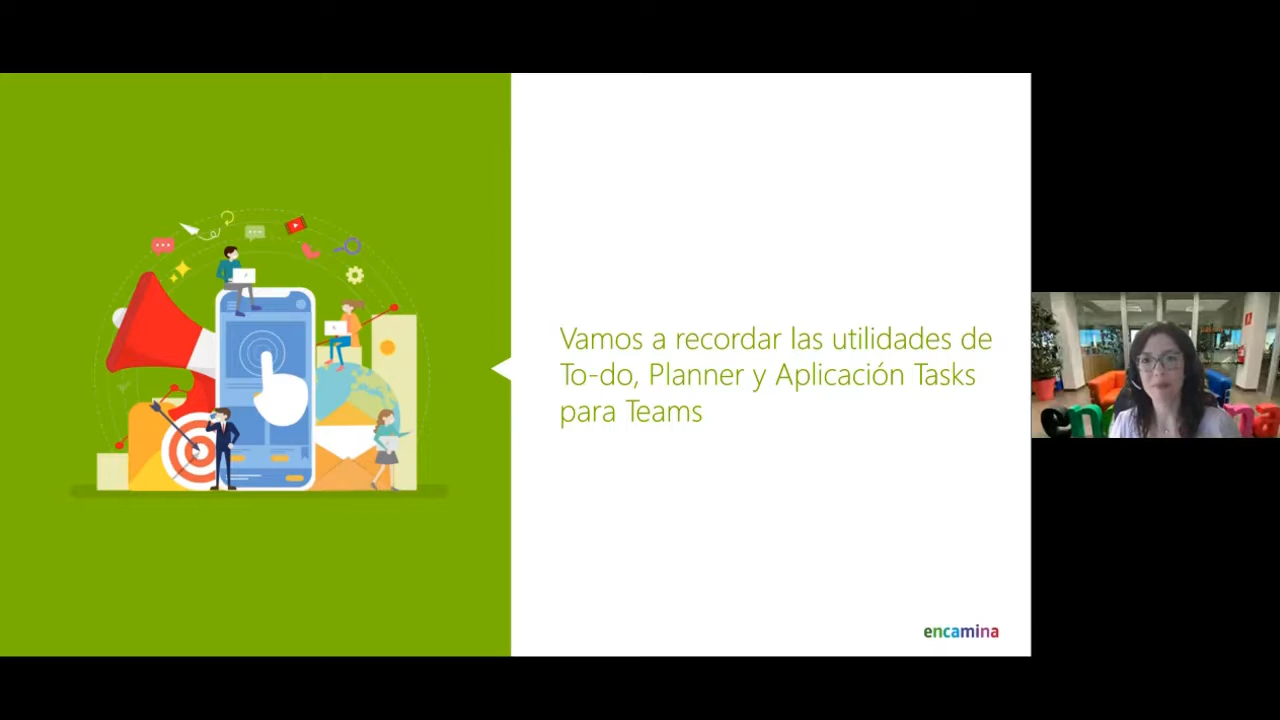 Vamos a recordar las utilidades de
To-do, Planner y Aplicación Tasks
para Teams
encamina